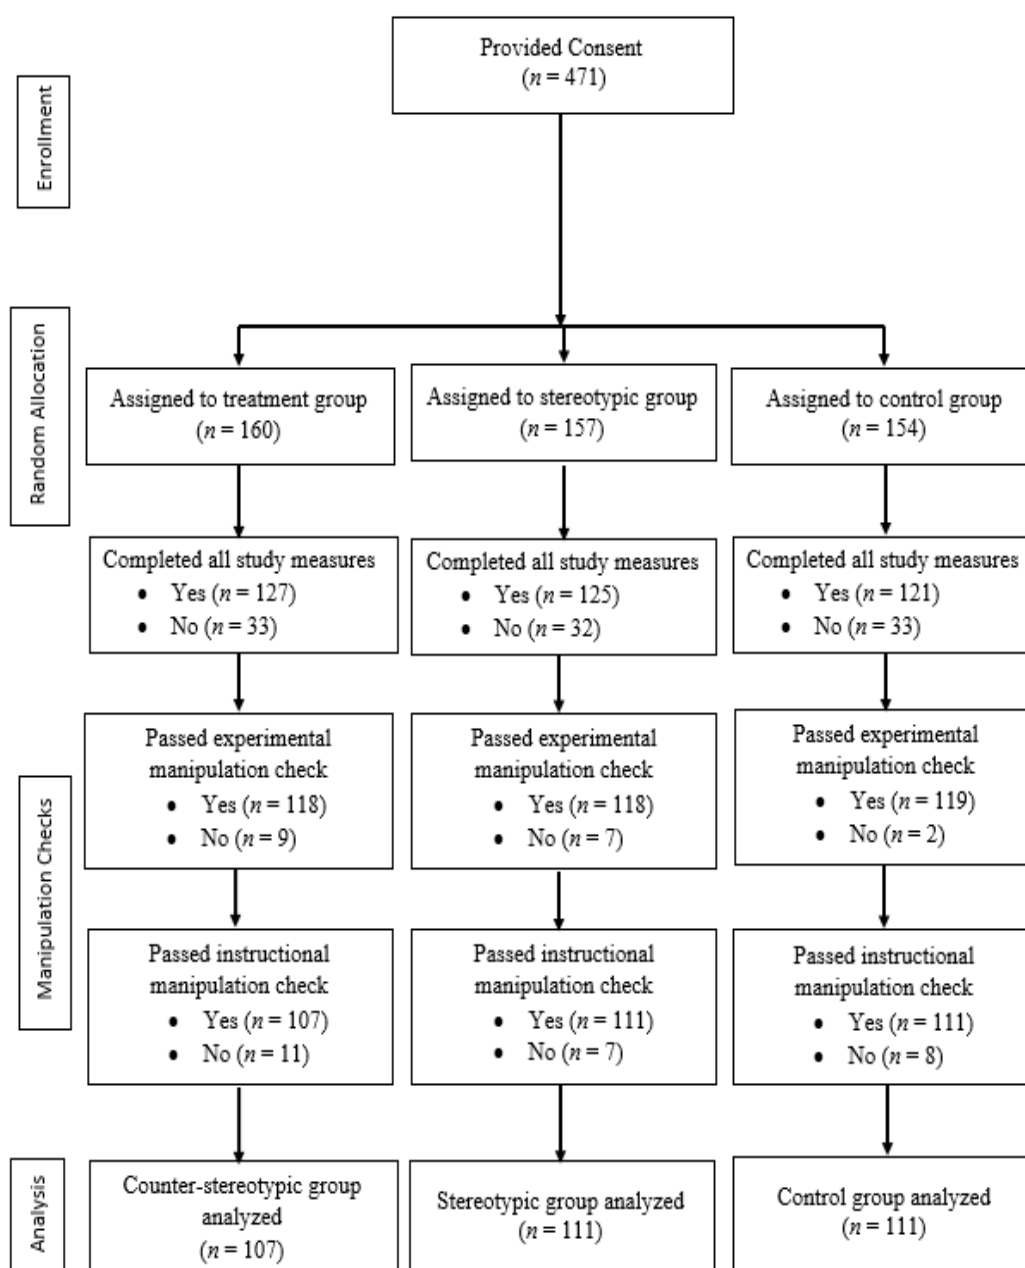 Enrollment
Provided Consent
(n = 471)
Random Allocation
Assigned to treatment group
(n = 160)
Assigned to stereotypic group
(n = 157)
Assigned to control group
(n = 154)
Completed all study measures
• Yes (n = 127)
• No (n = 33)
Completed all study measures
• Yes (n = 125)
• No (n = 32)
Completed all study measures
• Yes (n = 121)
• No (n = 33)
Manipulation Checks
Passed experimental
manipulation check
• Yes (n = 118)
• No (n = 9)
Passed experimental
manipulation check
• Yes (n = 118)
• No (n = 7)
Passed experimental
manipulation check
• Yes (n = 119)
• No (n = 2)
Passed instructional
manipulation check
• Yes (n = 107)
• No (n = 11)
Passed instructional
manipulation check
• Yes (n = 111)
• No (n = 7)
Passed instructional
manipulation check
• Yes (n = 111)
• No (n = 8)
Analysis
Counter-stereotypic group
analyzed
(n = 107)
Stereotypic group analyzed
(n = 111)
Control group analyzed
(n = 111)